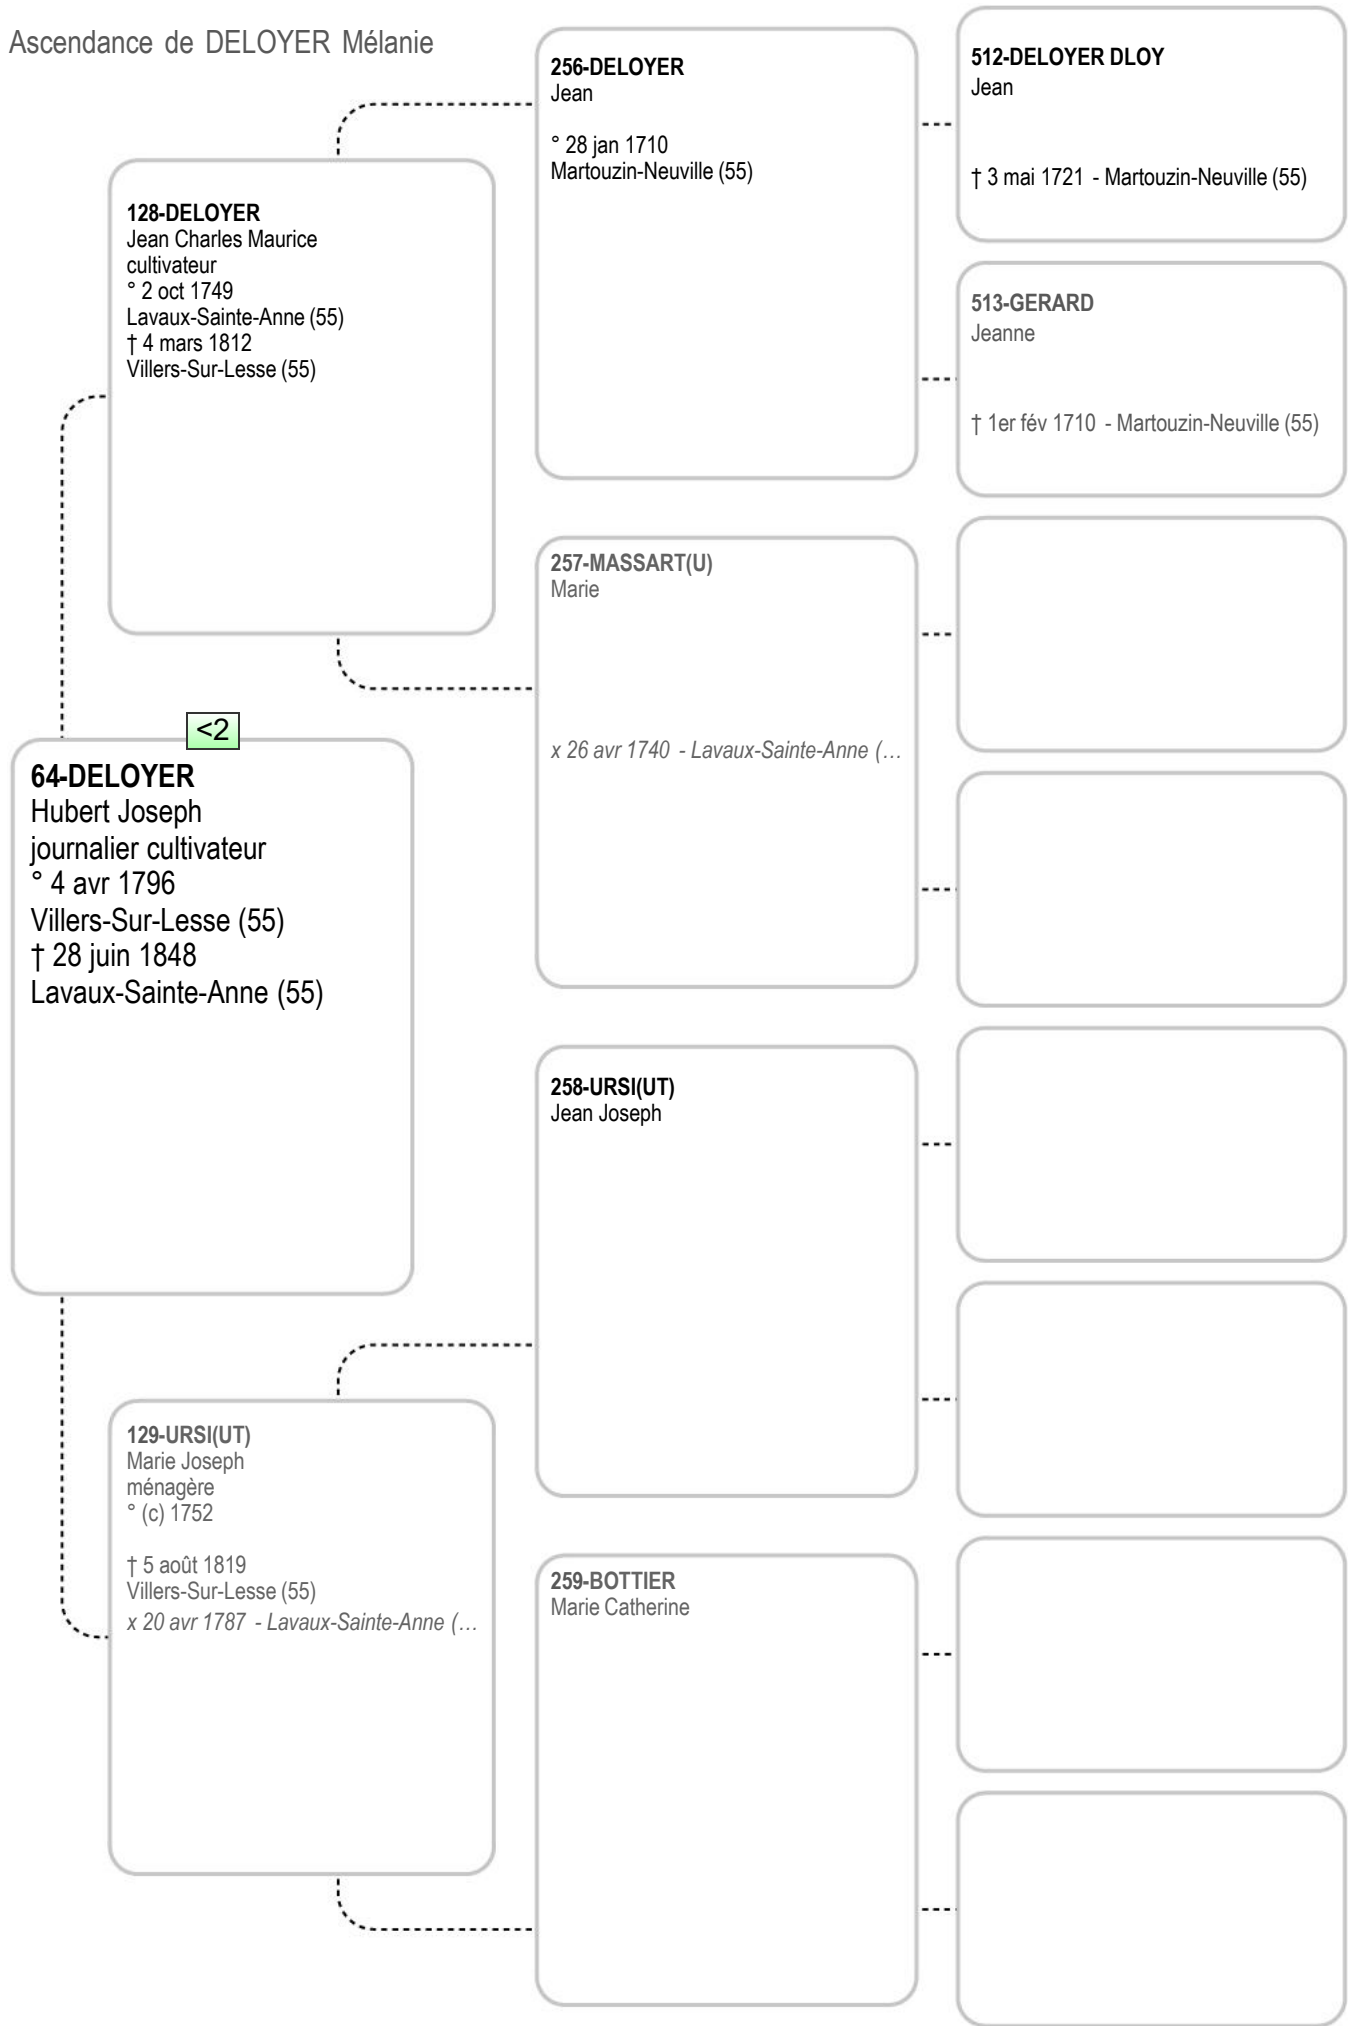 Ascendance de DELOYER Mélanie
256-DELOYER
Jean
° 28 jan 1710
Martouzin-Neuville (55)
512-DELOYER DLOY
Jean
† 3 mai 1721 - Martouzin-Neuville (55)
128-DELOYER
Jean Charles Maurice
cultivateur
° 2 oct 1749
Lavaux-Sainte-Anne (55)
† 4 mars 1812
Villers-Sur-Lesse (55)
513-GERARD
Jeanne
† 1er fév 1710 - Martouzin-Neuville (55)
257-MASSART(U)
Marie
x 26 avr 1740 - Lavaux-Sainte-Anne (…
<2
64-DELOYER
Hubert Joseph
journalier cultivateur
° 4 avr 1796
Villers-Sur-Lesse (55)
† 28 juin 1848
Lavaux-Sainte-Anne (55)
258-URSI(UT)
Jean Joseph
129-URSI(UT)
Marie Joseph
ménagère
° (c) 1752
† 5 août 1819
Villers-Sur-Lesse (55)
x 20 avr 1787 - Lavaux-Sainte-Anne (…
259-BOTTIER
Marie Catherine